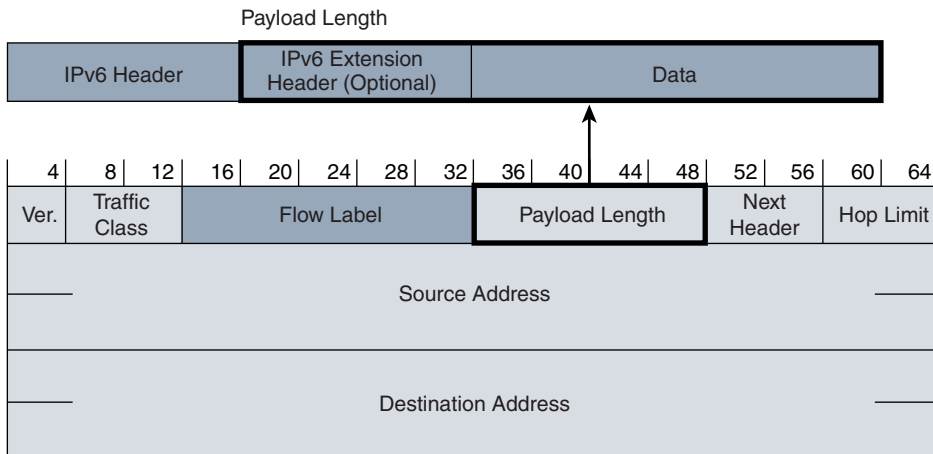 Payload Length
IPv6 Header
IPv6 Extension
Header (Optional)
Data
4 8 12 16 20 24 28 32 36 40 44 48 52 56 60 64
Ver.
Traffic
Class
Flow Label
Payload Length
Next
Header
Hop Limit
Source Address
Destination Address